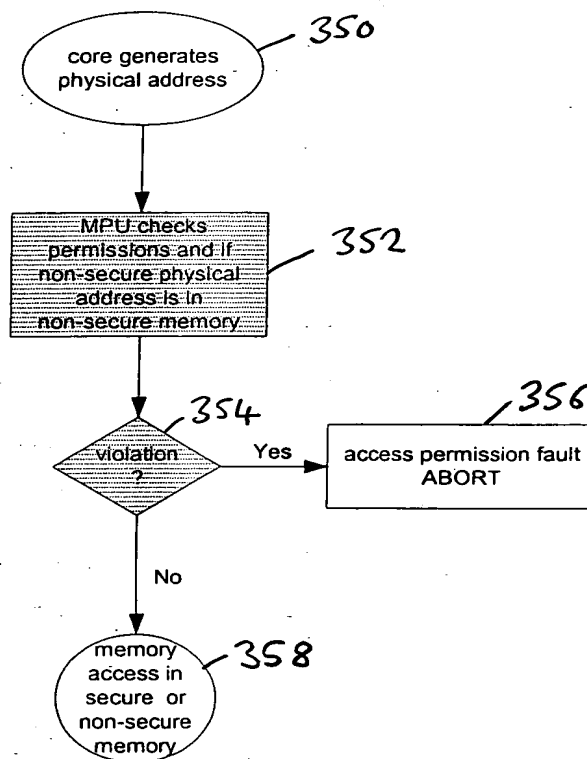 350
core generates
physical address
MPU checks
permissions and if
non-secure physical
address is in
non-secure memory
352
354
violation
?
Yes
356
access permission fault
ABORT
No
358
memory
access in
secure or
non-secure
memory